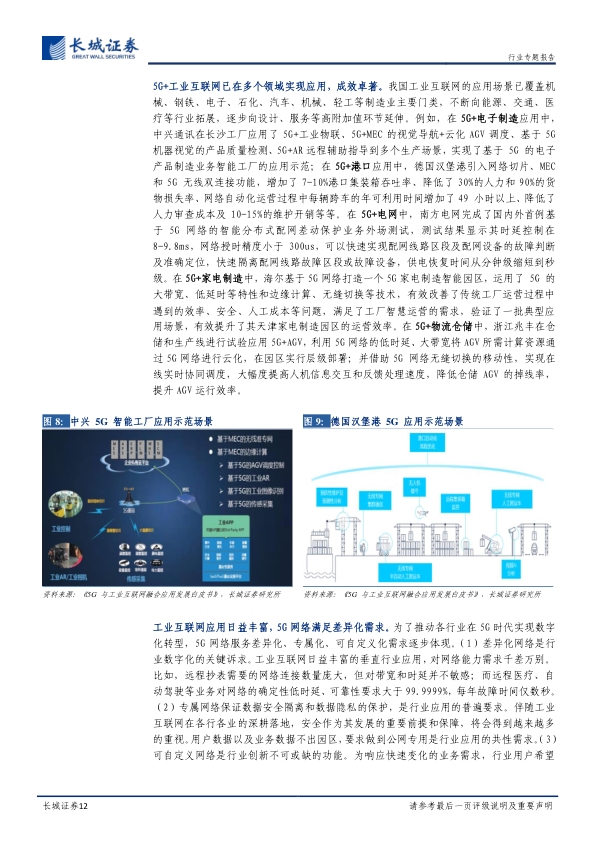 长城证券
GREAT WALL SECURITIES
行业专题报告
5G+工业互联网已在多个领域实现应用，成效卓著。我国工业互联网的应用场景已覆盖机
械、钢铁、电子、石化、汽车、机械、轻工等制造业主要门类，不断向能源、交通、医
疗等行业拓展，逐步向设计、服务等高附加值环节延伸。例如，在 5G+电子制造应用中，
中兴通讯在长沙工厂应用了 5G+工业物联、5G+MEC 的视觉导航+云化 AGV 调度、基于 5G
机器视觉的产品质量检测、5G+AR 远程辅助指导到多个生产场景，实现了基于 5G 的电子
产品制造业务智能工厂的应用示范；在 5G+港口应用中，德国汉堡港引入网络切片、MEC
和 5G 无线双连接功能，增加了 7-10%港口集装箱吞吐率、降低了 30%的人力和 90%的货
物损失率，网络自动化运营过程中每辆跨车的年可利用时间增加了 49 小时以上、降低了
人力审查成本及 10-15%的维护开销等等。在 5G+电网中，南方电网完成了国内外首例基
于 5G 网络的智能分布式配网差动保护业务外场测试，测试结果显示其时延控制在
8-9.8ms，网络授时精度小于 300us，可以快速实现配网线路区段及配网设备的故障判断
及准确定位，快速隔离配网线路故障区段或故障设备，供电恢复时间从分钟级缩短到秒
级。在 5G+家电制造中，海尔基于 5G 网络打造一个 5G 家电制造智能园区，运用了 5G 的
大带宽、低延时等特性和边缘计算、无缝切换等技术，有效改善了传统工厂运营过程中
遇到的效率、安全、人工成本等问题，满足了工厂智慧运营的需求，验证了一批典型应
用场景，有效提升了其天津家电制造园区的运营效率。在 5G+物流仓储中，浙江兆丰在仓
储和生产线进行试验应用 5G+AGV，利用 5G 网络的低时延、大带宽将 AGV 所需计算资源通
过 5G 网络进行云化，在园区实行层级部署；并借助 5G 网络无缝切换的移动性，实现在
线实时协同调度，大幅度提高人机信息交互和反馈处理速度，降低仓储 AGV 的掉线率，
提升 AGV 运行效率。
图 8：中兴 5G 智能工厂应用示范场景
图 9：德国汉堡港 5G 应用示范场景
基于MEC的无线准专网
基于MEC的边缘计算
基于5G的AGV调度控制
基于5G的工业AR
基于5G的工业图像识别
基于5G的传感采集
工业控制
工业AR/工业相机
传感采集
工业APP
资料来源：《5G 与工业互联网融合应用发展白皮书》，长城证券研究所
资料来源：《5G 与工业互联网融合应用发展白皮书》，长城证券研究所
工业互联网应用日益丰富，5G 网络满足差异化需求。为了推动各行业在 5G 时代实现数字
化转型，5G 网络服务差异化、专属化、可自定义化需求逐步体现。（1）差异化网络是行
业数字化的关键诉求。工业互联网日益丰富的垂直行业应用，对网络能力需求千差万别。
比如，远程抄表需要的网络连接数量庞大，但对带宽和时延并不敏感；而远程医疗、自
动驾驶等业务对网络的确定性低时延、可靠性要求大于 99.9999%，每年故障时间仅数秒。
（2）专属网络保证数据安全隔离和数据隐私的保护，是行业应用的普遍要求。伴随工业
互联网在各行各业的深耕落地，安全作为其发展的重要前提和保障，将会得到越来越多
的重视。用户数据以及业务数据不出园区，要求做到公网专用是行业应用的共性需求。（3）
可自定义网络是行业创新不可或缺的功能。为响应快速变化的业务需求，行业用户希望
长城证券12
请参考最后一页评级说明及重要声明